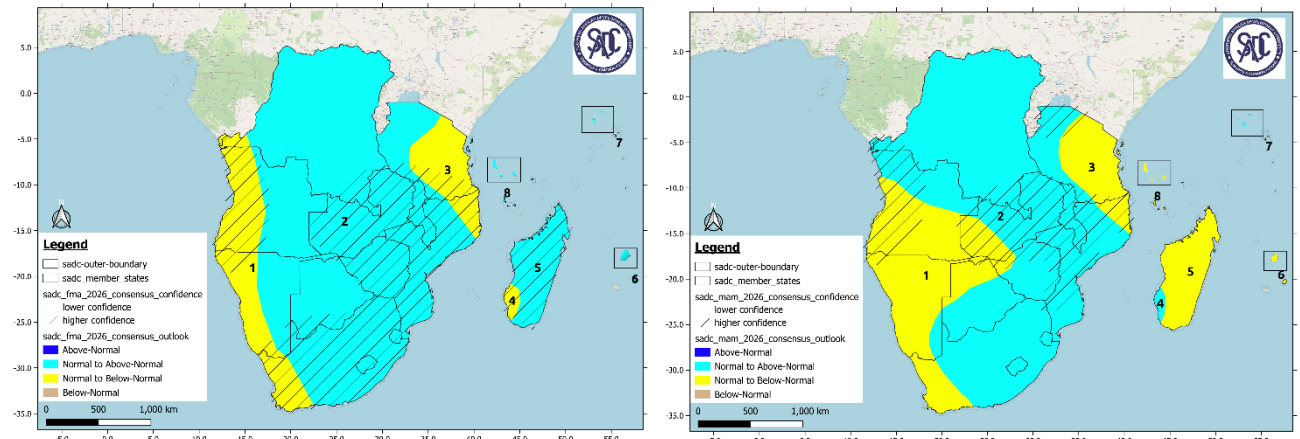 5.0
0.0
-5.0
-10.0
-15.0
-20.0
-25.0
-30.0
-35.0
SADC
7
8
3
2
1
5
4
6
Legend
sadc-outer-boundary
sadc_member_states
sadc_fma_2026_consensus_confidence
lower confidence
higher confidence
sadc_fma_2026_consensus_outlook
Above-Normal
Normal to Above-Normal
Normal to Below-Normal
Below-Normal
0 500 1,000 km
5.0
0.0
-5.0
-10.0
-15.0
-20.0
-25.0
-30.0
-35.0
SADC
7
3
8
2
1
5
4
6
Legend
sadc-outer-boundary
sadc_member_states
sadc_mam_2026_consensus_confidence
lower confidence
higher confidence
sadc_mam_2026_consensus_outlook
Above-Normal
Normal to Above-Normal
Normal to Below-Normal
Below-Normal
0 500 1,000 km